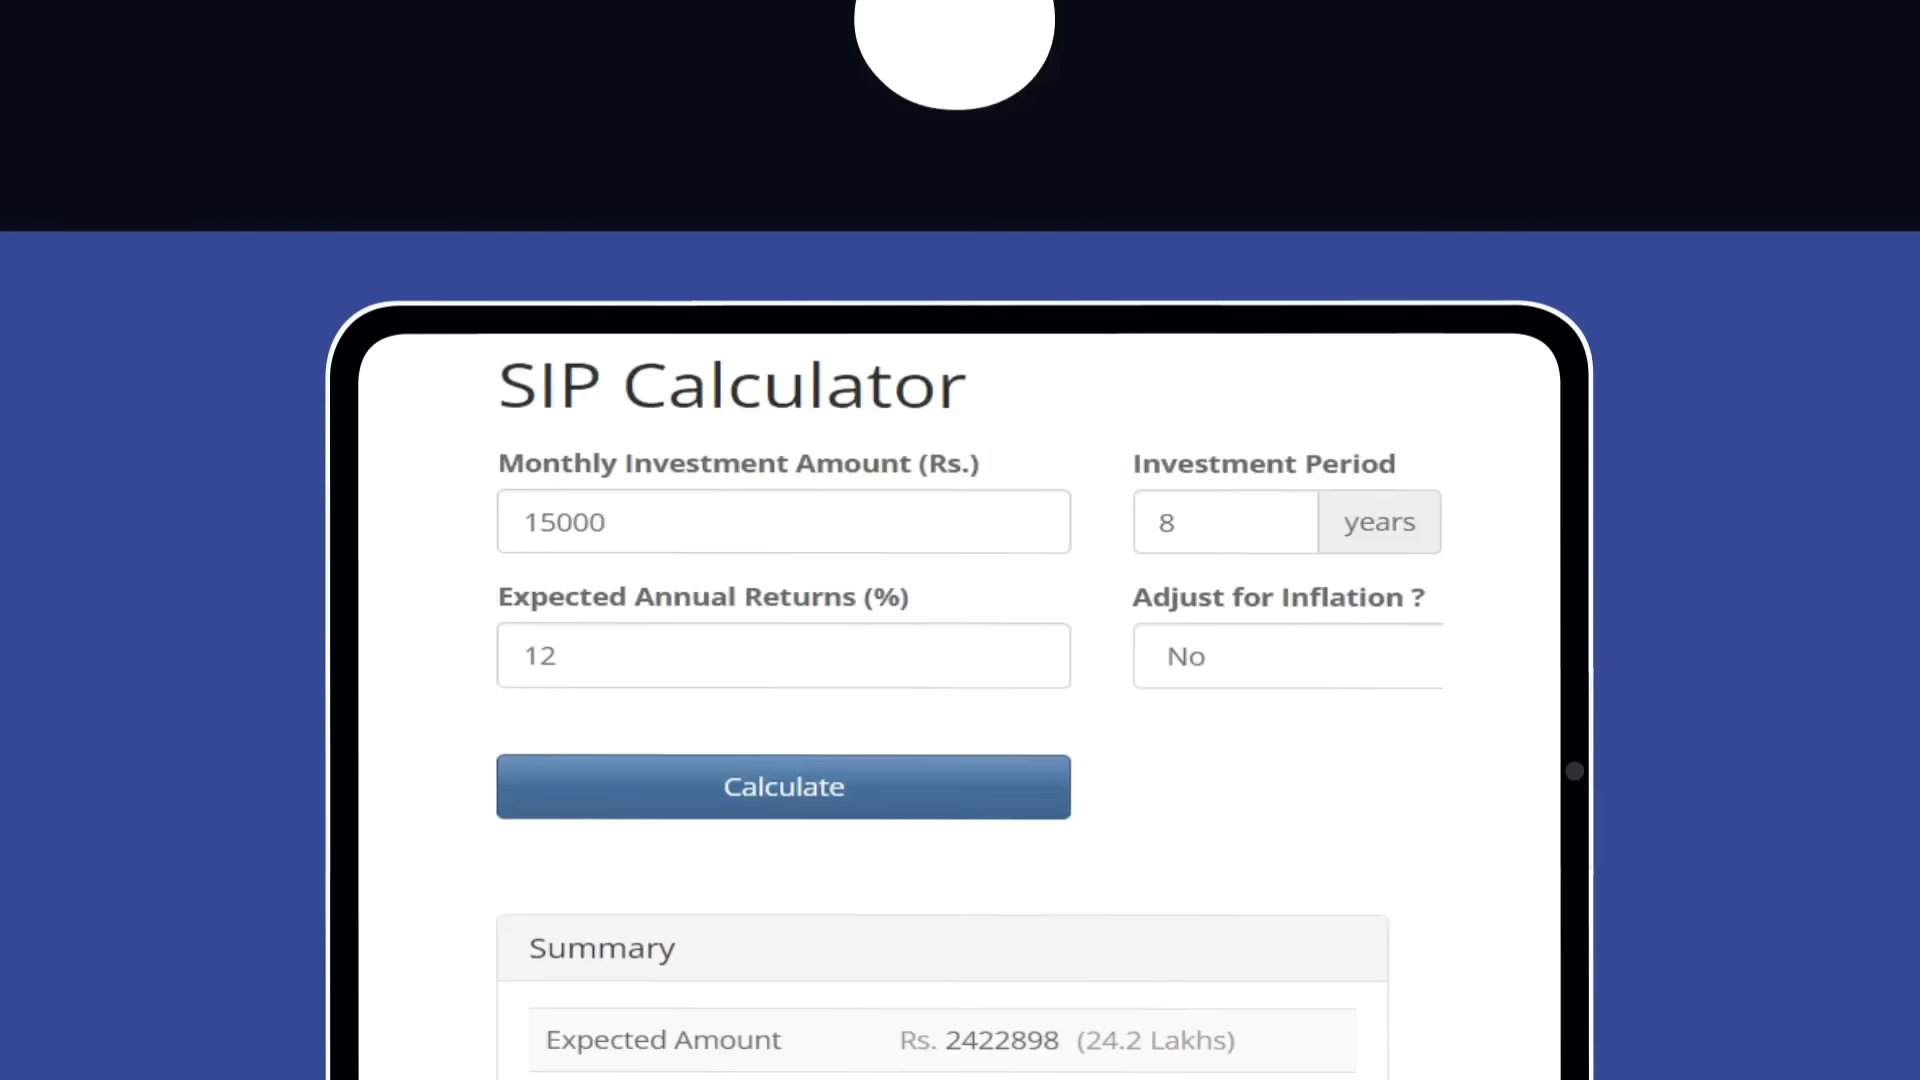 SIP Calculator
Monthly Investment Amount (Rs.)
Investment Period
15000
8
years
Expected Annual Returns (%)
Adjust for Inflation ?
12
No
Calculate
Summary
Expected Amount
Rs. 2422898 (24.2 Lakhs)